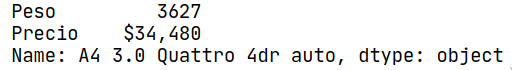 Peso          3627
Precio    $34,480
Name: A4 3.0 Quattro 4dr auto, dtype: object